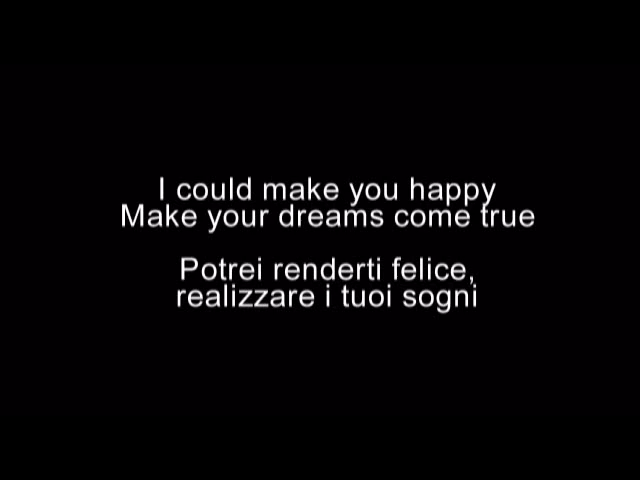 I could make you happy
Make your dreams come true
Potrei renderti felice,
realizzare i tuoi sogni